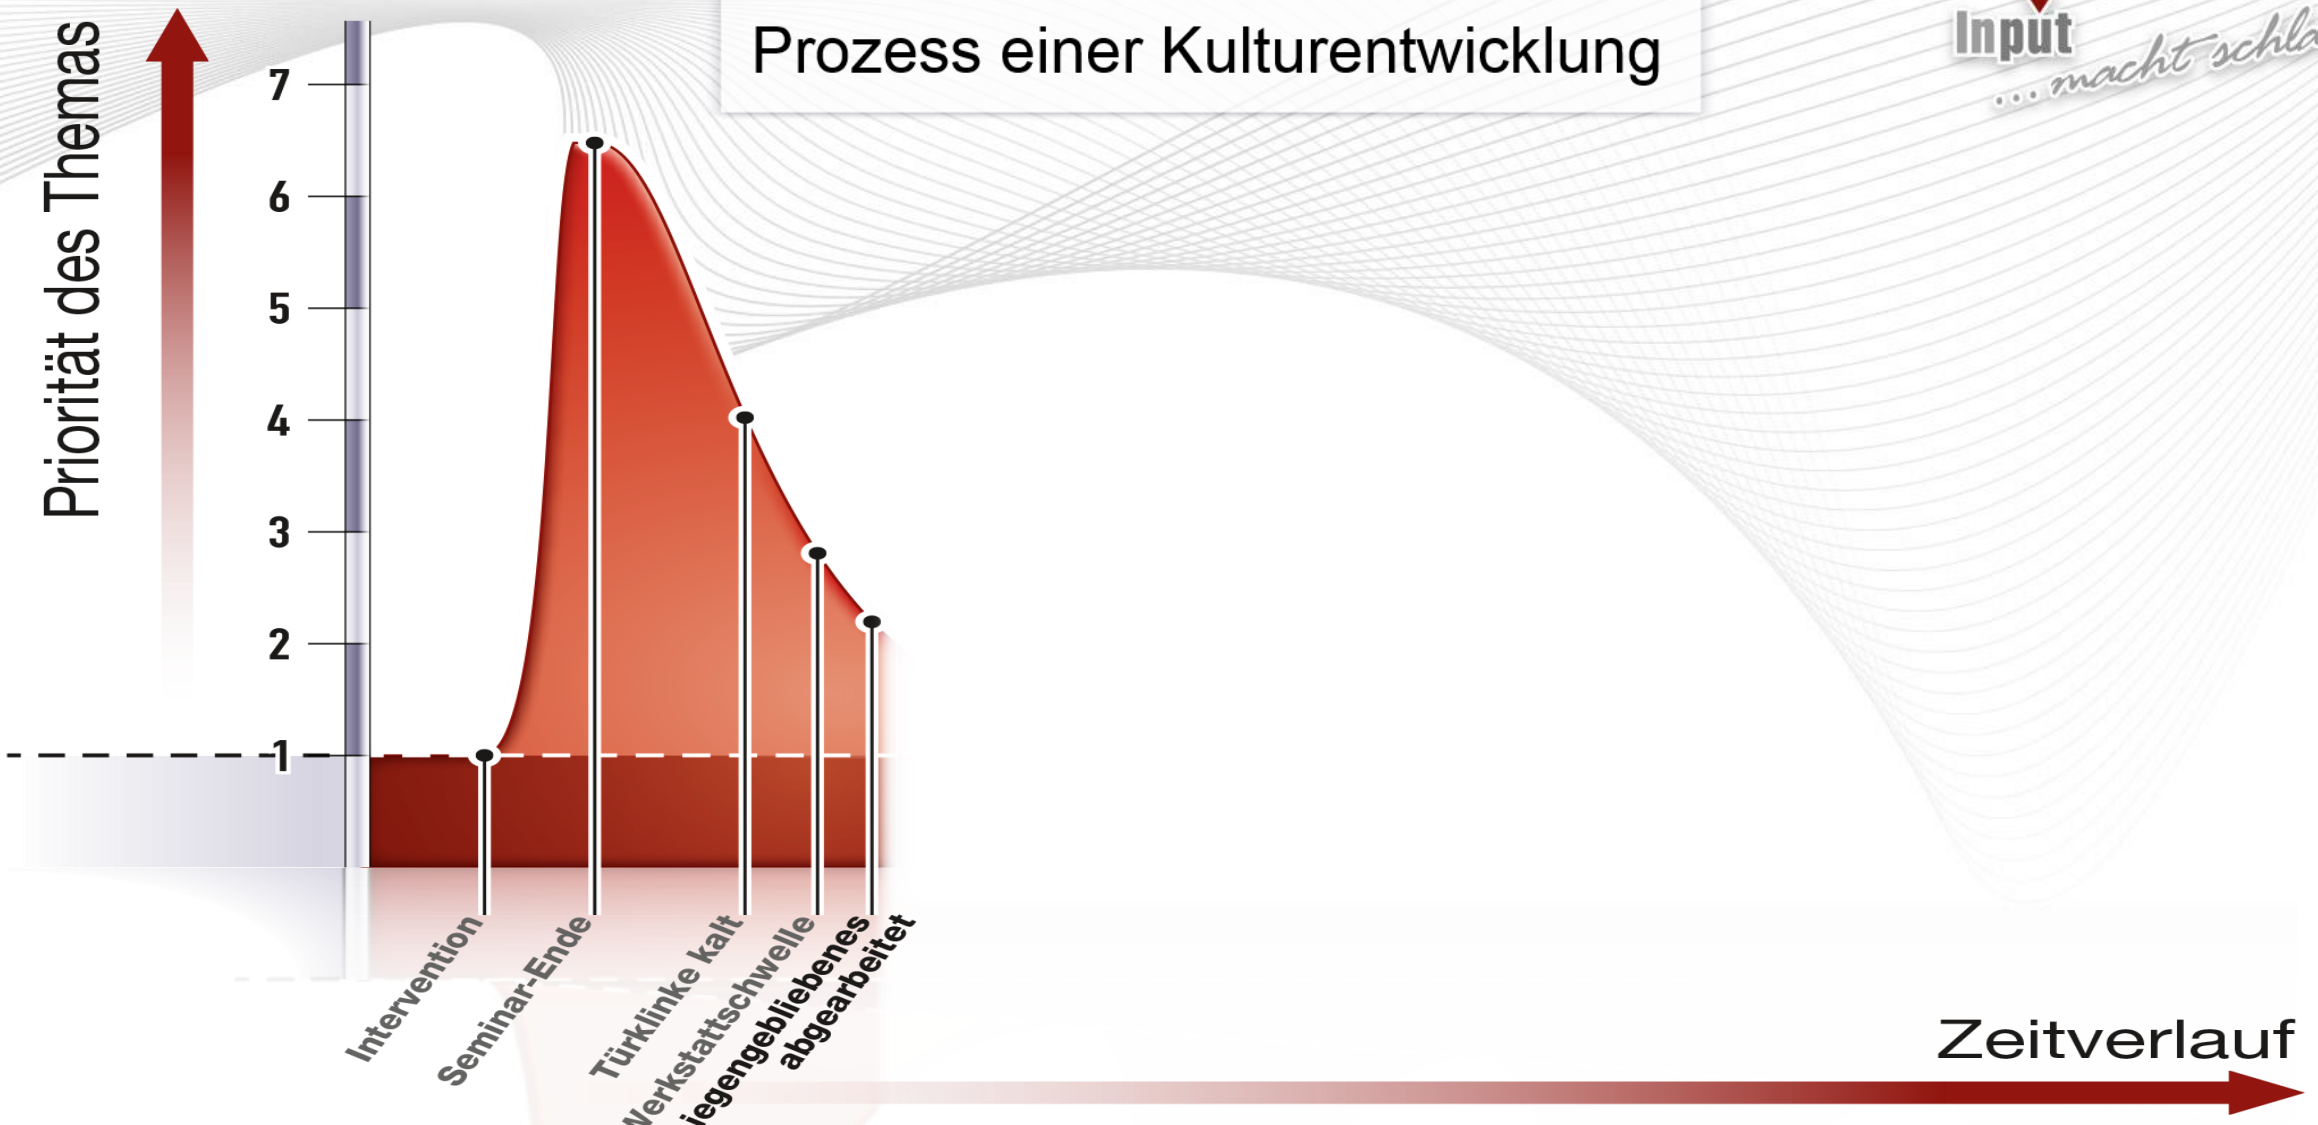 Prozess einer Kulturentwicklung
Input
... macht
Priorität des Themas
7
6
5
4
3
2
1
Intervention
Seminar-Ende
Türklinke kalt
Werkstattschwelle
iegengebliebenes
abgearbeitet
Zeitverlauf